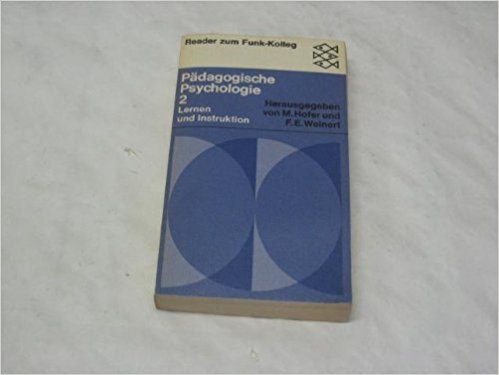 Reader zum Funk-Kolleg
Pädagogische
Psychologie
2
Lernen
und Instruktion
Herausgegeben
von M. Hofer und
F. E. Weinert